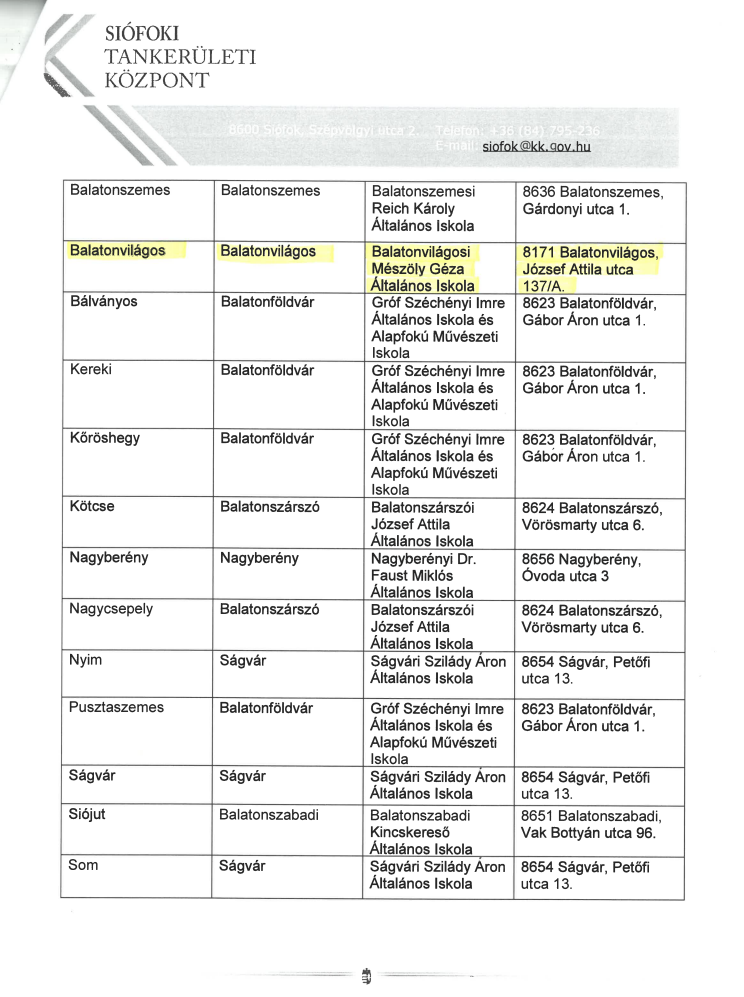 SIÓFOKI
TANKERÜLETI
KÖZPONT
8600 Siófok, Szépvölgyi utca 2. Telefon: +36 (84) 795-236
E-mail: siofok@kk.gov.hu
Balatonszemes Balatonszemes Balatonszemesi 8636 Balatonszemes,
Reich Károly Gárdonyi utca 1.
Általános Iskola
Balatonvilágos Balatonvilágos Balatonvilágosi 8171 Balatonvilágos,
Mészöly Géza József Attila utca
Általános Iskola 137/A.
Bálványos Balatonföldvár Gróf Széchényi Imre 8623 Balatonföldvár,
Általános Iskola és Gábor Áron utca 1.
Alapfokú Művészeti
Iskola
Kereki Balatonföldvár Gróf Széchényi Imre 8623 Balatonföldvár,
Általános Iskola és Gábor Áron utca 1.
Alapfokú Művészeti
Iskola
Kőröshegy Balatonföldvár Gróf Széchényi Imre 8623 Balatonföldvár,
Általános Iskola és Gábor Áron utca 1.
Alapfokú Művészeti
Iskola
Kötcse Balatonszárszó Balatonszárszói 8624 Balatonszárszó,
József Attila Vörösmarty utca 6.
Általános Iskola
Nagyberény Nagyberény Nagyberényi Dr. 8656 Nagyberény,
Faust Miklós Óvoda utca 3
Általános Iskola
Nagycsepely Balatonszárszó Balatonszárszói 8624 Balatonszárszó,
József Attila Vörösmarty utca 6.
Általános Iskola
Nyim Ságvár Ságvári Szilády Áron 8654 Ságvár, Petőfi
Általános Iskola utca 13.
Pusztaszemes Balatonföldvár Gróf Széchényi Imre 8623 Balatonföldvár,
Általános Iskola és Gábor Áron utca 1.
Alapfokú Művészeti
Iskola
Ságvár Ságvár Ságvári Szilády Áron 8654 Ságvár, Petőfi
Általános Iskola utca 13.
Siójut Balatonszabadi Balatonszabadi 8651 Balatonszabadi,
Kincskereső Vak Bottyán utca 96.
Általános Iskola
Som Ságvár Ságvári Szilády Áron 8654 Ságvár, Petőfi
Általános Iskola utca 13.